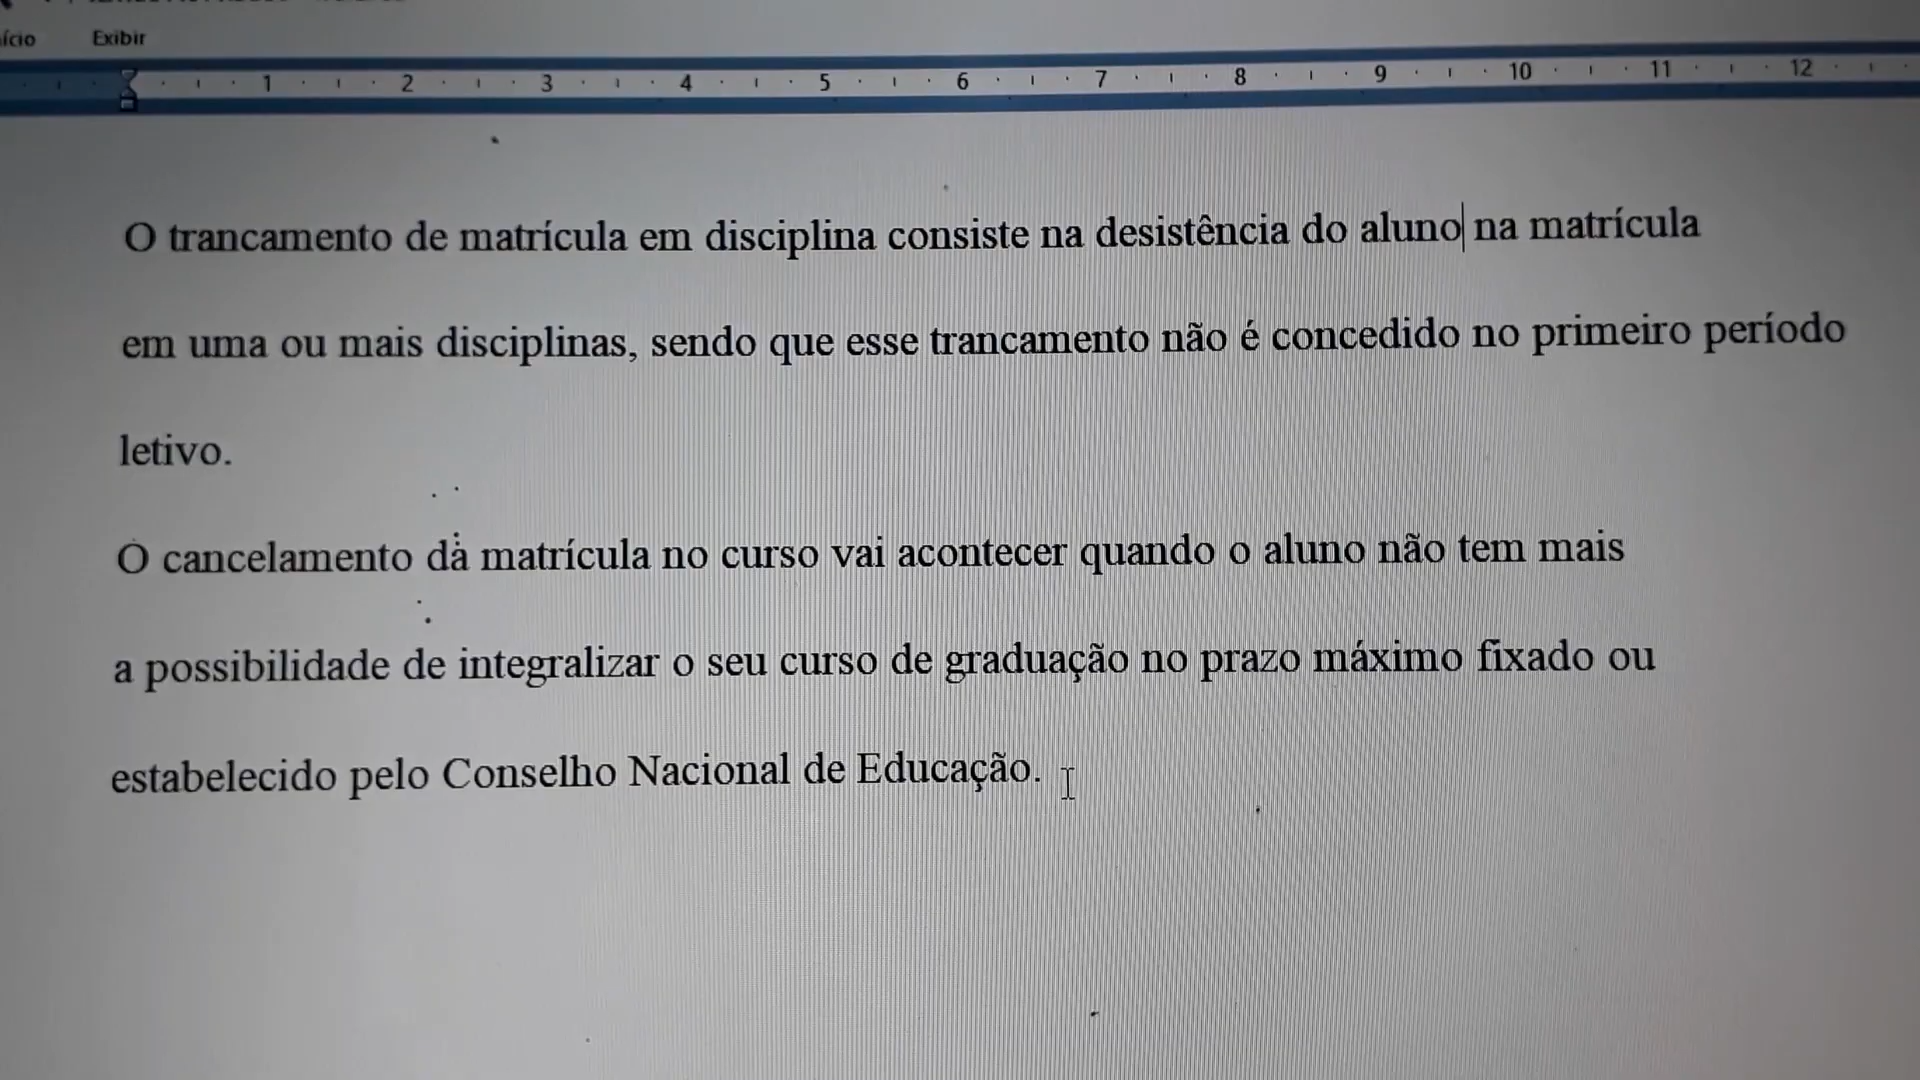 Exibir
1 2 3 4 5 6 7 8 9 10 11 12
O trancamento de matrícula em disciplina consiste na desistência do aluno na matrícula
em uma ou mais disciplinas, sendo que esse trancamento não é concedido no primeiro período
letivo.
O cancelamento da matrícula no curso vai acontecer quando o aluno não tem mais
a possibilidade de integralizar o seu curso de graduação no prazo máximo fixado ou
estabelecido pelo Conselho Nacional de Educação.